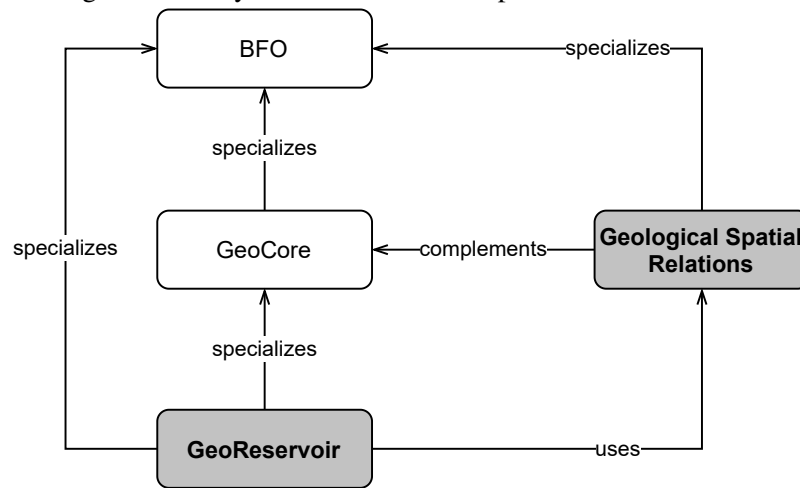 BFO
specializes
specializes
specializes
GeoCore
complements
Geological Spatial
Relations
specializes
GeoReservoir
uses